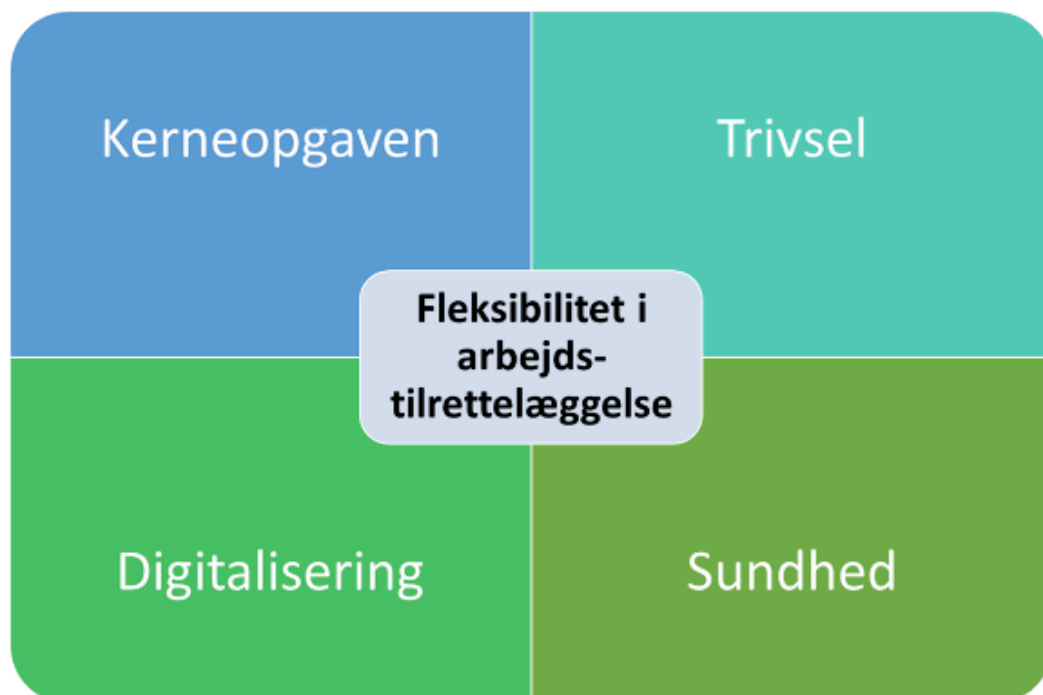 Kerneopgaven
Trivsel
Fleksibilitet i
arbejds-
tilrettelæggelse
Digitalisering
Sundhed